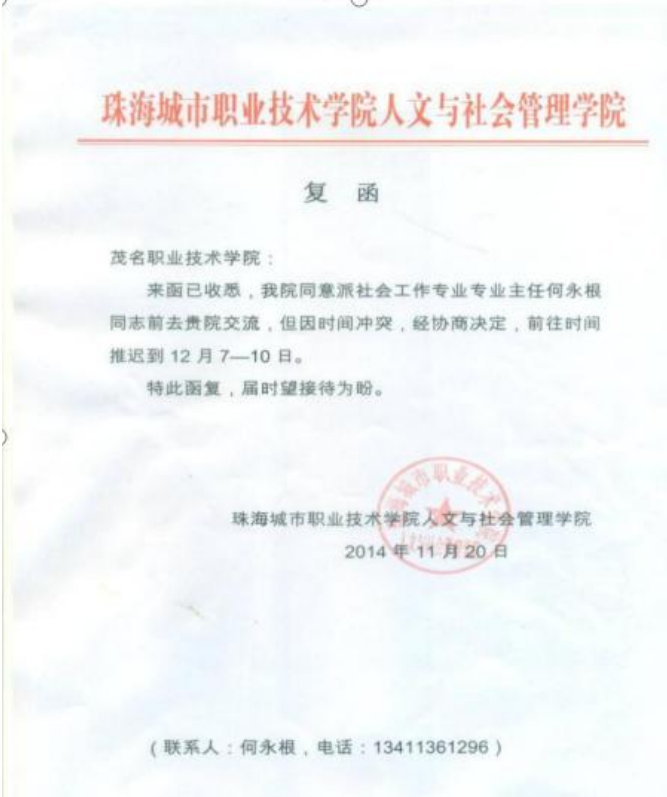 珠海城市职业技术学院人文与社会管理学院
复 函
茂名职业技术学院：
来函已收悉，我院同意派社会工作专业专业主任何永根
同志前去贵院交流，但因时间冲突，经协商决定，前往时间
推迟到 12 月 7—10 日。
特此函复，届时望接待为盼。
珠海城市职业技术学院人文与社会管理学院
2014 年 11 月 20 日
（联系人：何永根，电话：13411361296）